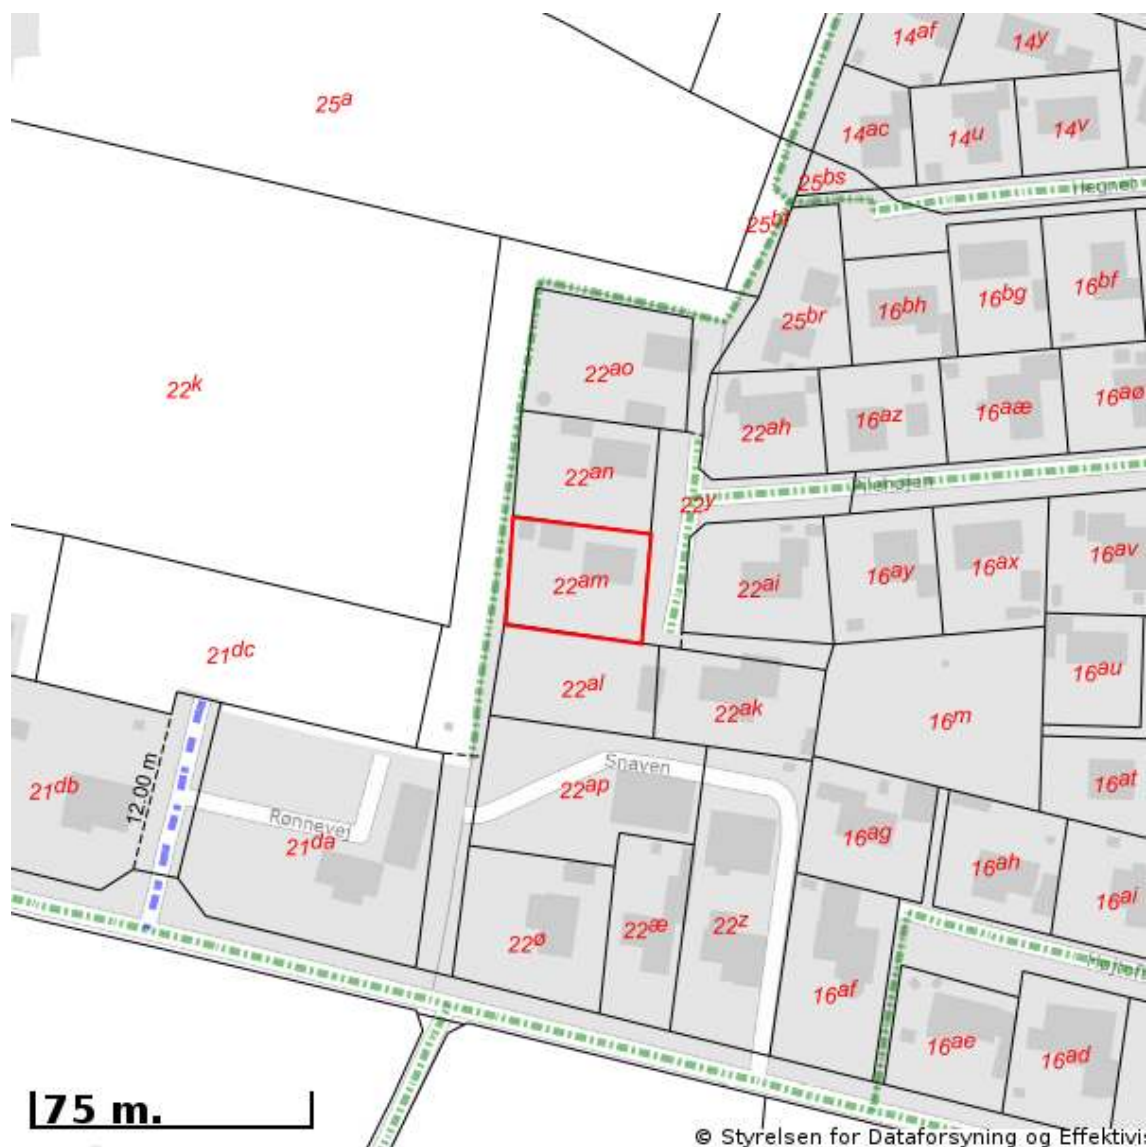 14af
14y
25a
14ac
14u
14v
25bs
25bt
16bf
16bg
16bh
25br
22ao
22k
22ah
16az
16aæ
16aø
22an
22y
22am
22ai
16ay
16ax
16av
21dc
22al
22ak
16m
16au
Snaven
22ap
16at
12.00 m
21db
Rønnevej
21da
16ag
16ah
16ai
22ø
22æ
22z
16af
16ae
16ad
75 m.
© Styrelsen for Dataforsyning og Effektivi